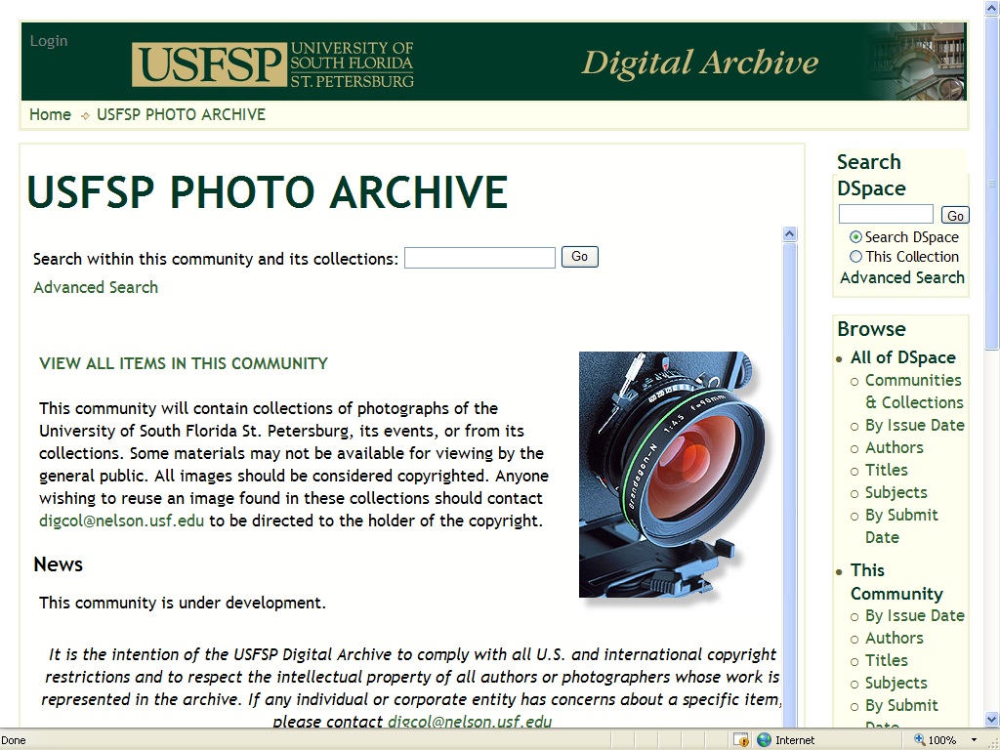 Login
USFSP
UNIVERSITY OF
SOUTH FLORIDA
ST. PETERSBURG
Digital Archive
Home
USFSP PHOTO ARCHIVE
USFSP PHOTO ARCHIVE
Search within this community and its collections:
Go
Advanced Search
VIEW ALL ITEMS IN THIS COMMUNITY
This community will contain collections of photographs of the
University of South Florida St. Petersburg, its events, or from its
collections. Some materials may not be available for viewing by the
general public. All images should be considered copyrighted. Anyone
wishing to reuse an image found in these collections should contact
digcol@nelson.usf.edu to be directed to the holder of the copyright.
1:4.5 f=90mm
grandagon-N
News
This community is under development.
It is the intention of the USFSP Digital Archive to comply with all U.S. and international copyright
restrictions and to respect the intellectual property of all authors or photographers whose work is
represented in the archive. If any individual or corporate entity has concerns about a specific item,
please contact digcol@nelson.usf.edu
Search
DSpace
Go
Search DSpace
This Collection
Advanced Search
Browse
All of DSpace
Communities
& Collections
By Issue Date
Authors
Titles
Subjects
By Submit
Date
This
Community
By Issue Date
Authors
Titles
Subjects
By Submit
Date
Done
Internet
100%